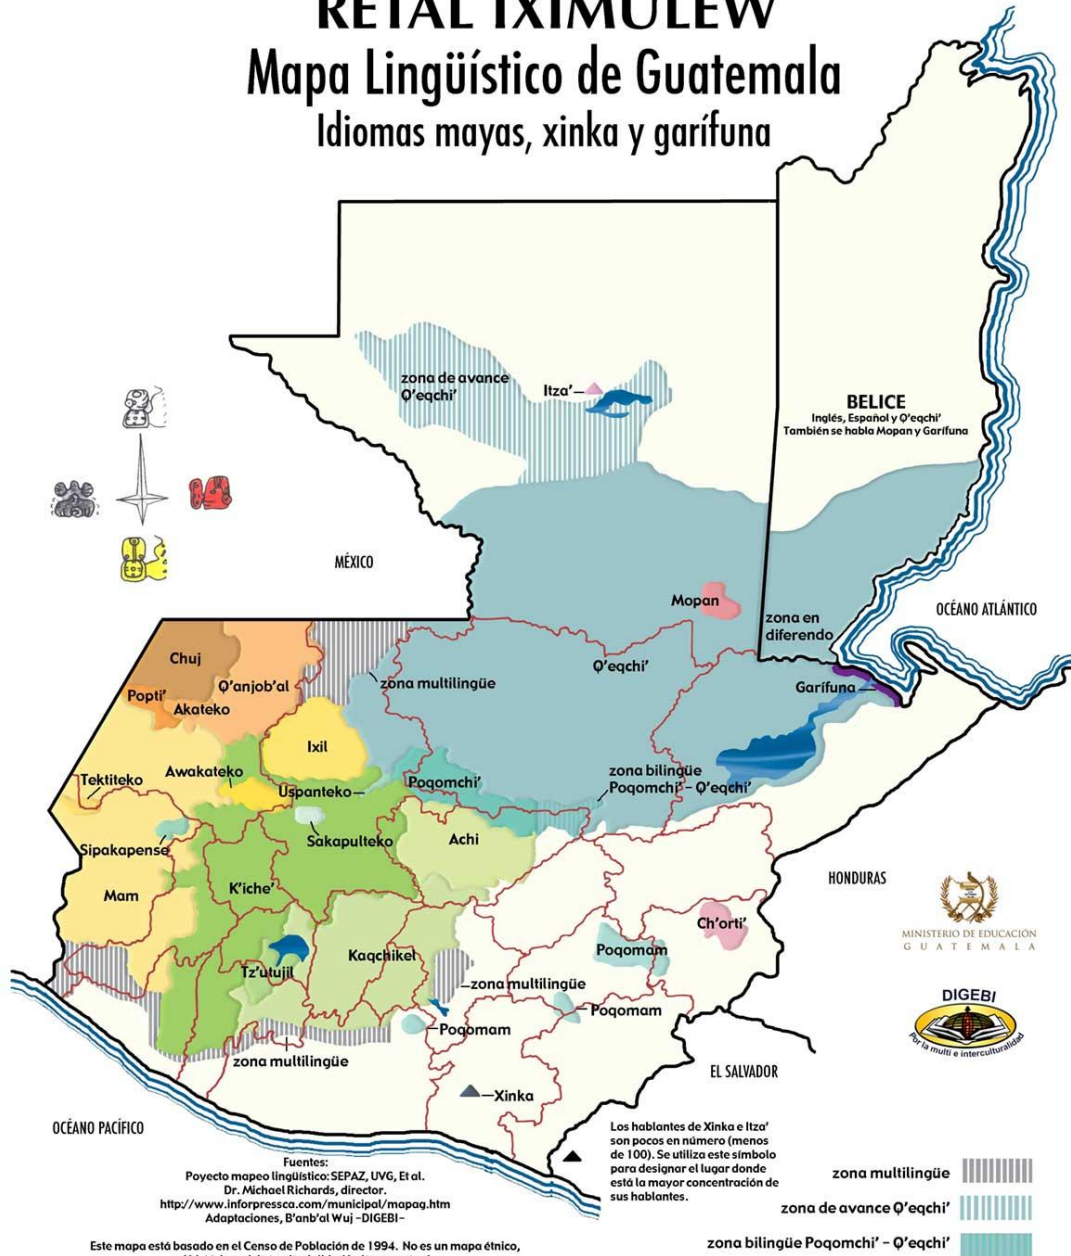 RETAL IXIMULEW
Mapa Lingüístico de Guatemala
Idiomas mayas, xinka y garífuna
zona de avance
Q'eqchi'
Itza'
BELICE
Inglés, Español y Q'eqchi'
También se habla Mopan y Garífuna
MÉXICO
Mopan
zona en
diferendo
OCÉANO ATLÁNTICO
Chuj
Q'anjob'al
Popti'
Akateko
zona multilingüe
Q'eqchi'
Garífuna
Ixil
Tektiteko
Awakateko
Uspanteko
Poqomchi'
zona bilingüe
Poqomchi' - Q'eqchi'
Sipakapense
Sakapulteko
Achi
Mam
K'iche'
HONDURAS
Ch'orti'
MINISTERIO DE EDUCACIÓN
GUATEMALA
Tz'utujil
Kaqchikel
Poqomam
zona multilingüe
Poqomam
Poqomam
zona multilingüe
DIGEBI
Por la multi e interculturalidad
EL SALVADOR
Xinka
OCÉANO PACÍFICO
Los hablantes de Xinka e Itza'
son pocos en número (menos
de 100). Se utiliza este símbolo
para designar el lugar donde
está la mayor concentración de
sus hablantes.
Fuentes:
Poyecto mapeo lingüístico: SEPAZ, UVG, Et al.
Dr. Michael Richards, director.
http://www.inforpressca.com/municipal/mapag.htm
Adaptaciones, B'anb'al Wuj -DIGEBI-
Este mapa está basado en el Censo de Población de 1994. No es un mapa étnico,
zona multilingüe
zona de avance Q'eqchi'
zona bilingüe Poqomchi' - Q'eqchi'